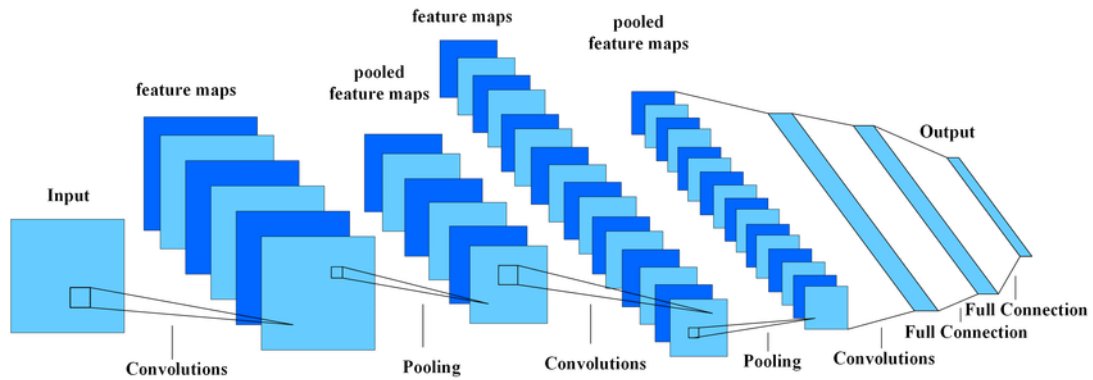 feature maps
pooled
feature maps
feature maps
pooled
feature maps
Output
Input
Convolutions
Pooling
Convolutions
Pooling
Convolutions
Full Connection
Full Connection